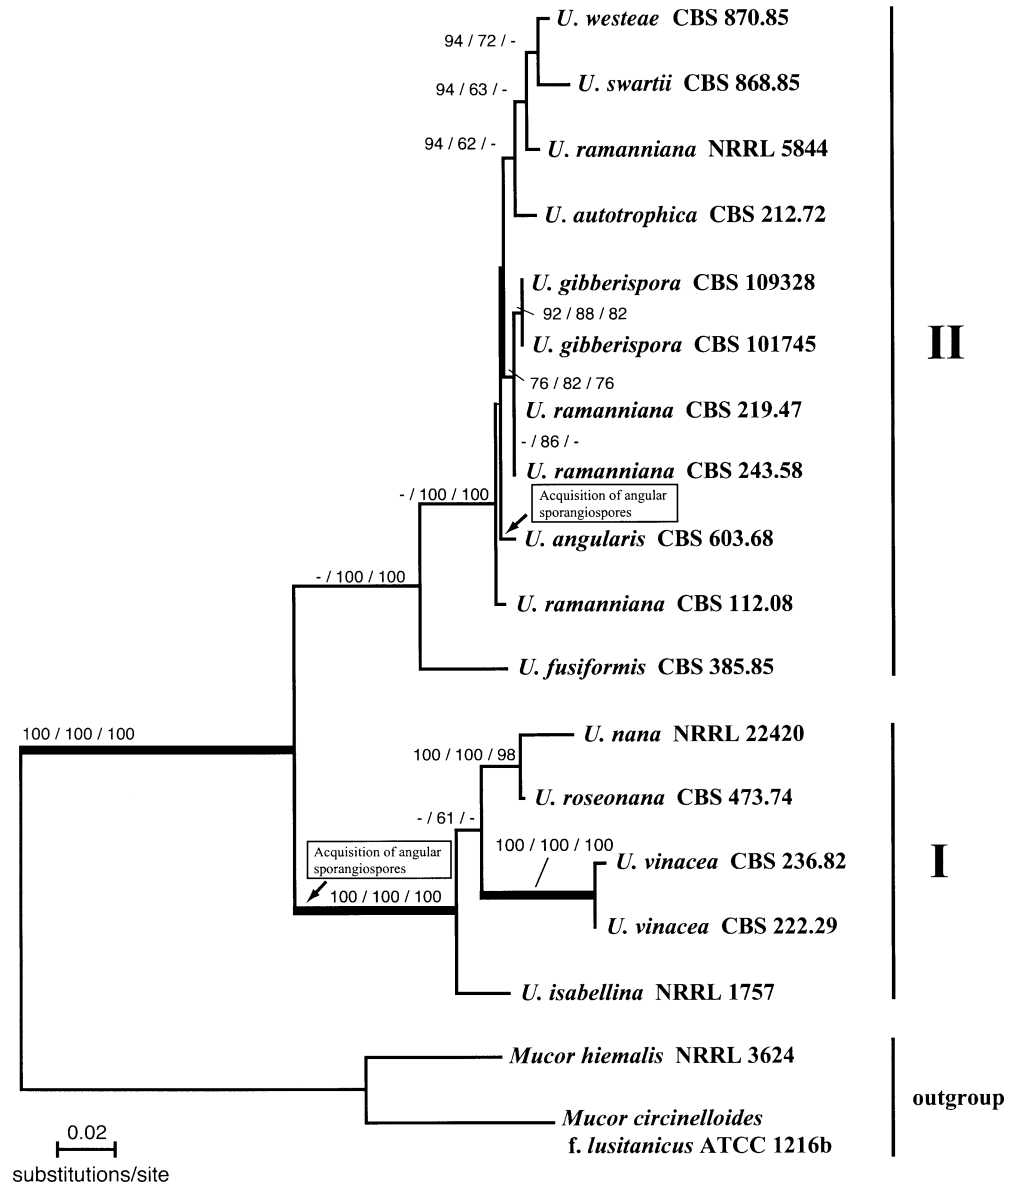 U. westeae CBS 870.85
94 / 72 / -
U. swartii CBS 868.85
94 / 63 / -
94 / 62 / -
U. ramanniana NRRL 5844
U. autotrophica CBS 212.72
U. gibberispora CBS 109328
92 / 88 / 82
U. gibberispora CBS 101745
II
76 / 82 / 76
U. ramanniana CBS 219.47
- / 86 / -
U. ramanniana CBS 243.58
- / 100 / 100
Acquisition of angular
sporangiospores
U. angularis CBS 603.68
- / 100 / 100
U. ramanniana CBS 112.08
U. fusiformis CBS 385.85
100 / 100 / 100
U. nana NRRL 22420
100 / 100 / 98
U. roseonana CBS 473.74
- / 61 / -
100 / 100 / 100
Acquisition of angular
sporangiospores
U. vinacea CBS 236.82
I
100 / 100 / 100
U. vinacea CBS 222.29
U. isabellina NRRL 1757
Mucor hiemalis NRRL 3624
outgroup
Mucor circinelloides
f. lusitanicus ATCC 1216b
0.02
substitutions/site